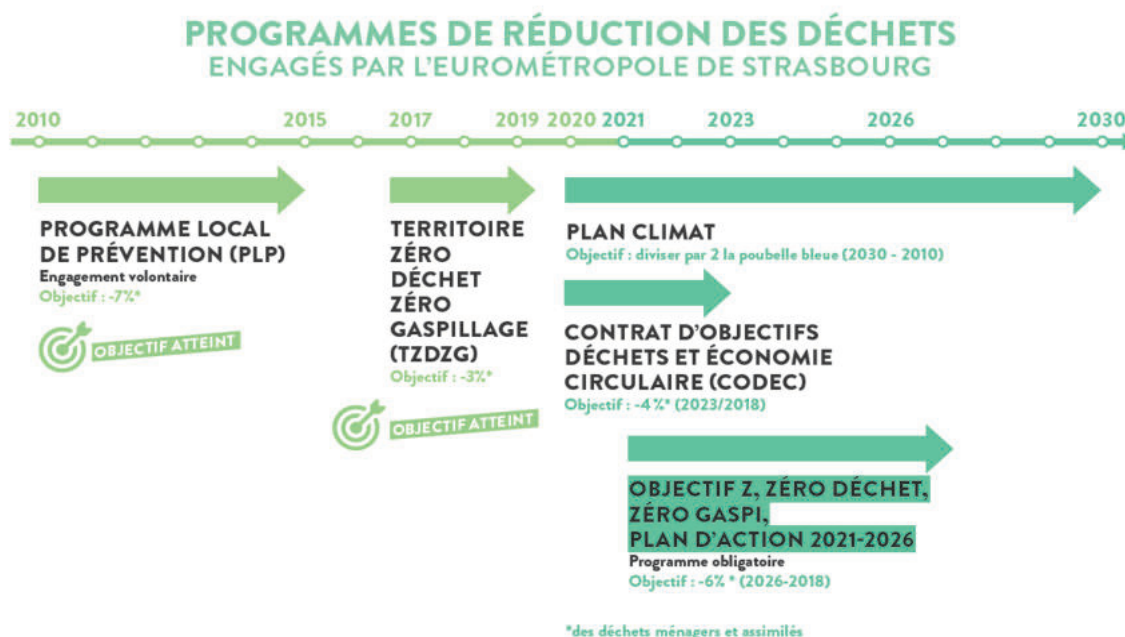 PROGRAMMES DE RÉDUCTION DES DÉCHETS
ENGAGÉS PAR L'EUROMÉTROPOLE DE STRASBOURG
2010 2015 2017 2019 2020 2021 2023 2026 2030
PROGRAMME LOCAL
DE PRÉVENTION (PLP)
Engagement volontaire
Objectif : -7%*
OBJECTIF ATTEINT
TERRITOIRE
ZÉRO
DÉCHET
ZÉRO
GASPILLAGE
(TZDZG)
Objectif : -3%*
OBJECTIF ATTEINT
PLAN CLIMAT
Objectif : diviser par 2 la poubelle bleue (2030 - 2010)
CONTRAT D'OBJECTIFS
DÉCHETS ET ÉCONOMIE
CIRCULAIRE (CODEC)
Objectif : -4%* (2023/2018)
OBJECTIF Z, ZÉRO DÉCHET,
ZÉRO GASPI,
PLAN D'ACTION 2021-2026
Programme obligatoire
Objectif : -6% * (2026-2018)
*des déchets ménagers et assimilés